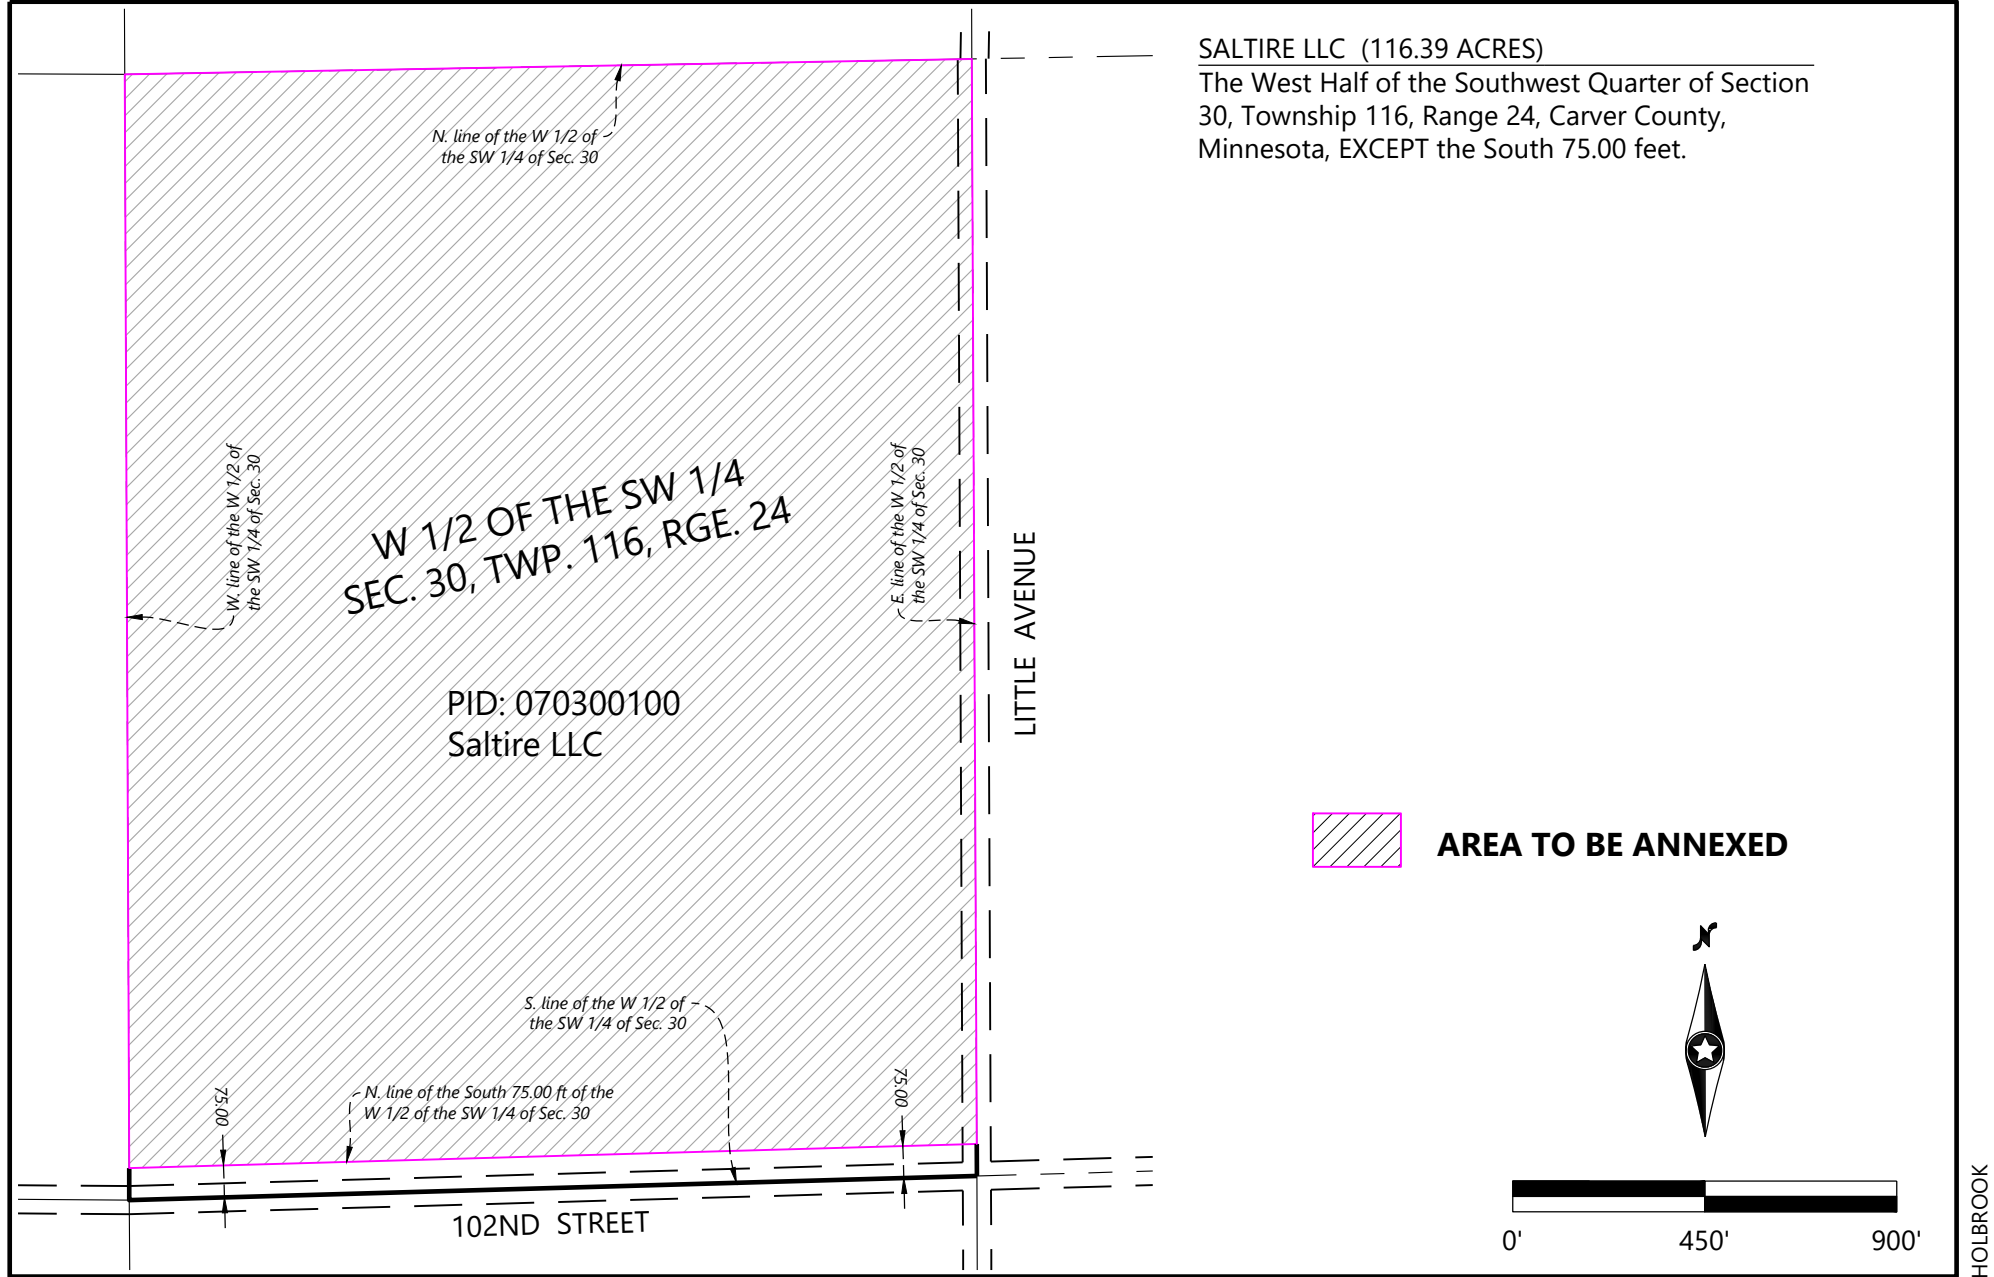 SALTIRE LLC (116.39 ACRES)
The West Half of the Southwest Quarter of Section
30, Township 116, Range 24, Carver County,
Minnesota, EXCEPT the South 75.00 feet.
N. line of the W 1/2 of
the SW 1/4 of Sec. 30
W. line of the W 1/2 of
the SW 1/4 of Sec. 30
W 1/2 OF THE SW 1/4
SEC. 30, TWP. 116, RGE. 24
E. line of the W 1/2 of
the SW 1/4 of Sec. 30
LITTLE AVENUE
PID: 070300100
Saltire LLC
AREA TO BE ANNEXED
N
S. line of the W 1/2 of
the SW 1/4 of Sec. 30
75.00
N. line of the South 75.00 ft of the
W 1/2 of the SW 1/4 of Sec. 30
75.00
102ND STREET
0' 450' 900'
HOLBROOK